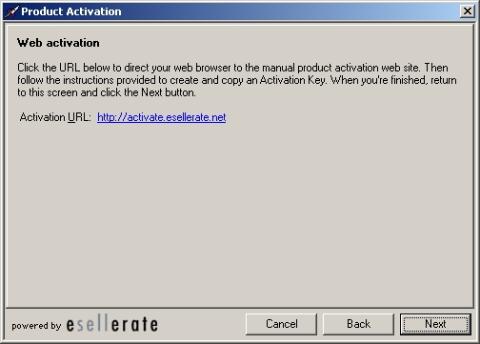 Product Activation
Web activation
Click the URL below to direct your web browser to the manual product activation web site. Then
follow the instructions provided to create and copy an Activation Key. When you're finished, return
to this screen and click the Next button.
Activation URL: http://activate.esellerate.net
powered by esellerate
Cancel
Back
Next